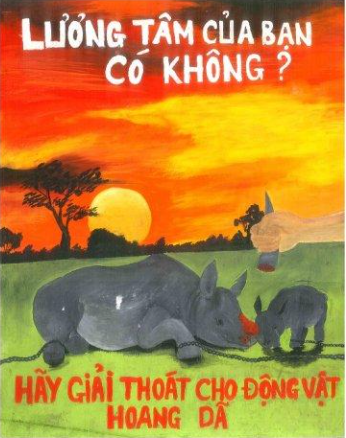 LƯƠNG TÂM CỦA BẠN
CÓ KHÔNG ?
HÃY GIẢI THOÁT CHO ĐỘNG VẬT
HOANG DÃ